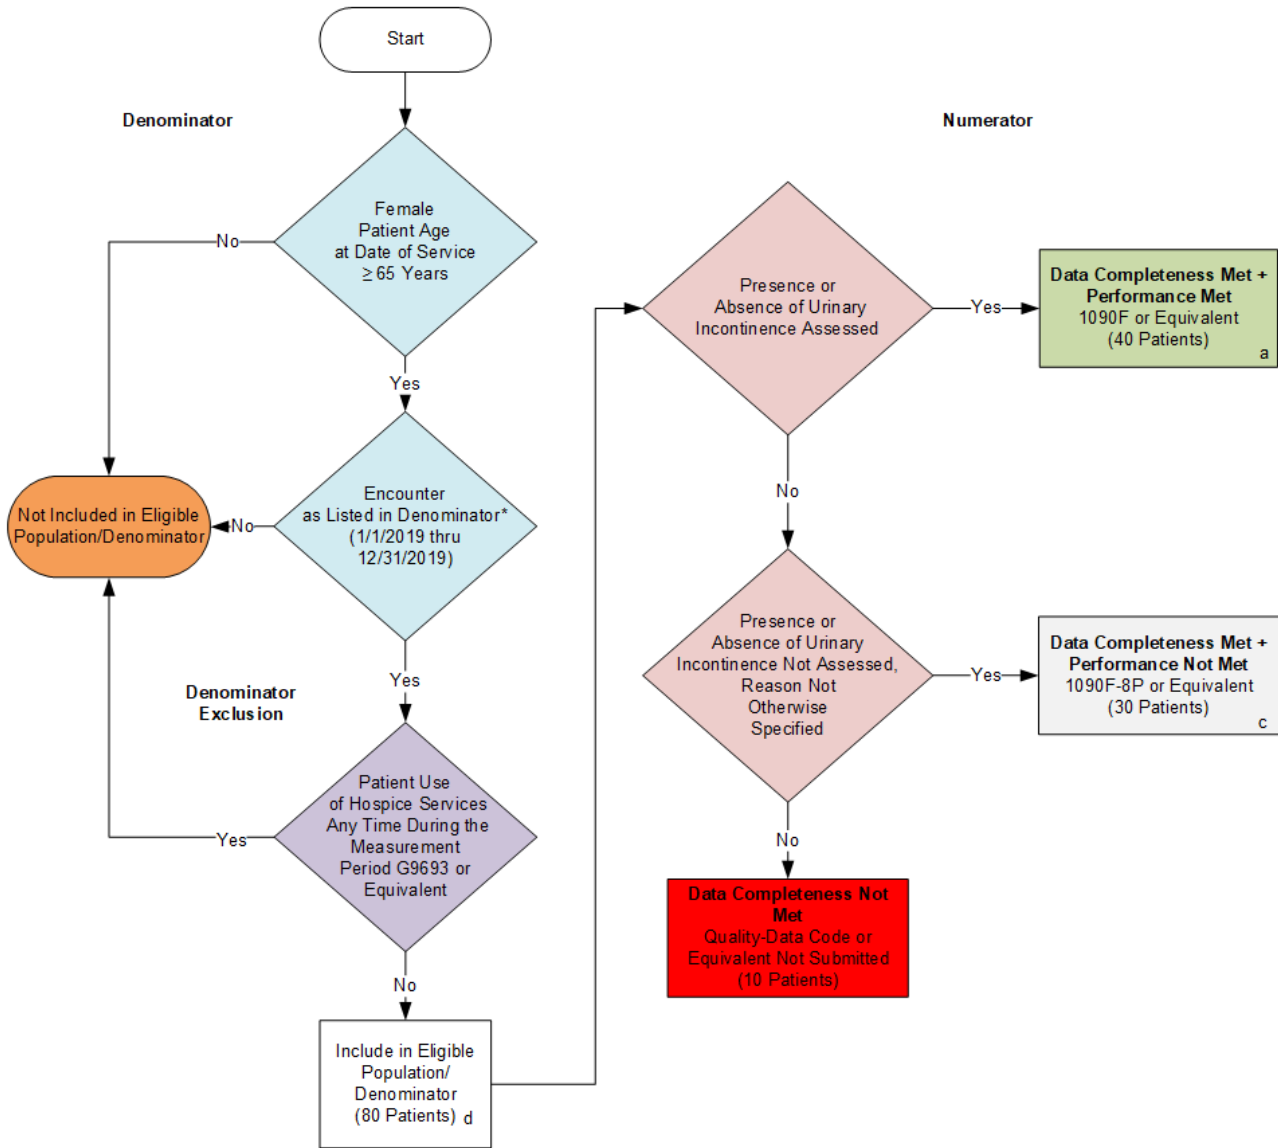 Start
Denominator
Female
Patient Age
at Date of Service
≥ 65 Years
No
Yes
Encounter
as Listed in Denominator*
(1/1/2019 thru
12/31/2019)
No
Not Included in Eligible
Population/Denominator
Yes
Denominator
Exclusion
Patient Use
of Hospice Services
Any Time During the
Measurement
Period G9693 or
Equivalent
Yes
No
Include in Eligible
Population/
Denominator
(80 Patients) d
Numerator
Presence or
Absence of Urinary
Incontinence Assessed
Yes
Data Completeness Met +
Performance Met
1090F or Equivalent
(40 Patients)
a
No
Presence or
Absence of Urinary
Incontinence Not Assessed,
Reason Not
Otherwise
Specified
Yes
Data Completeness Met +
Performance Not Met
1090F-8P or Equivalent
(30 Patients)
c
No
Data Completeness Not
Met
Quality-Data Code or
Equivalent Not Submitted
(10 Patients)